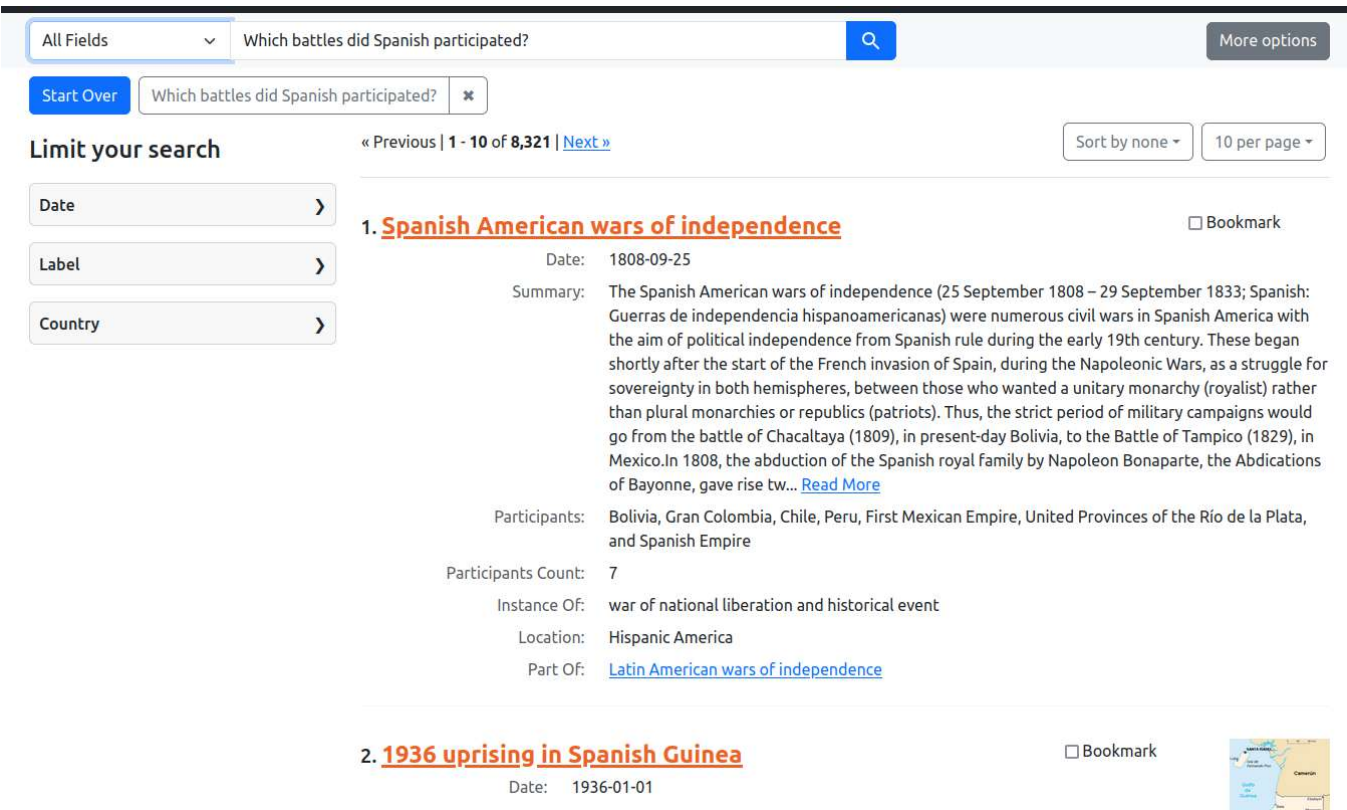 All Fields
Which battles did Spanish participated?
More options
Start Over
Which battles did Spanish participated? ✖
Limit your search
« Previous | 1 - 10 of 8,321 | Next »
Sort by none
10 per page
Date ❯
Label ❯
Country ❯
1. Spanish American wars of independence
Bookmark
Date: 1808-09-25
Summary: The Spanish American wars of independence (25 September 1808 – 29 September 1833; Spanish:
Guerras de independencia hispanoamericanas) were numerous civil wars in Spanish America with
the aim of political independence from Spanish rule during the early 19th century. These began
shortly after the start of the French invasion of Spain, during the Napoleonic Wars, as a struggle for
sovereignty in both hemispheres, between those who wanted a unitary monarchy (royalist) rather
than plural monarchies or republics (patriots). Thus, the strict period of military campaigns would
go from the battle of Chacaltaya (1809), in present-day Bolivia, to the Battle of Tampico (1829), in
Mexico.In 1808, the abduction of the Spanish royal family by Napoleon Bonaparte, the Abdications
of Bayonne, gave rise tw... Read More
Participants: Bolivia, Gran Colombia, Chile, Peru, First Mexican Empire, United Provinces of the Río de la Plata,
and Spanish Empire
Participants Count: 7
Instance Of: war of national liberation and historical event
Location: Hispanic America
Part Of: Latin American wars of independence
2. 1936 uprising in Spanish Guinea
Bookmark
Date: 1936-01-01
Camerún